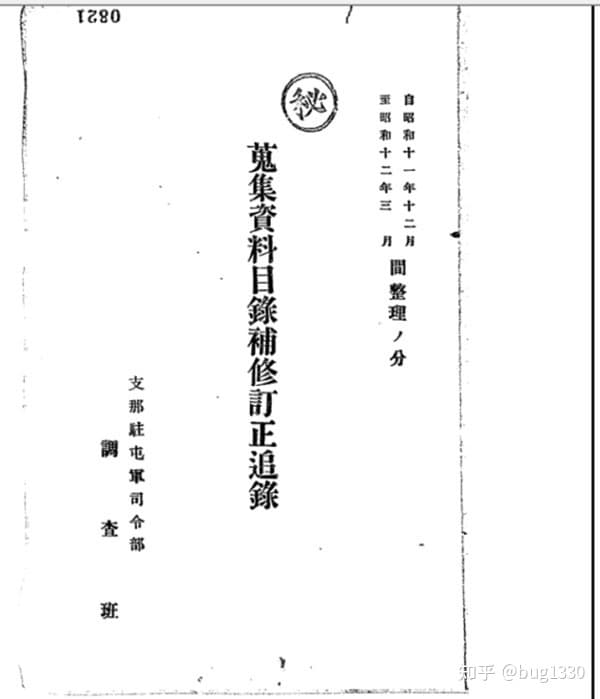 0821
秘
自昭和十一年十二月
至昭和十二年三月
間整理ノ分
蒐集資料目錄補修訂正追錄
支那駐屯軍司令部
調査班
知乎 @bug1330